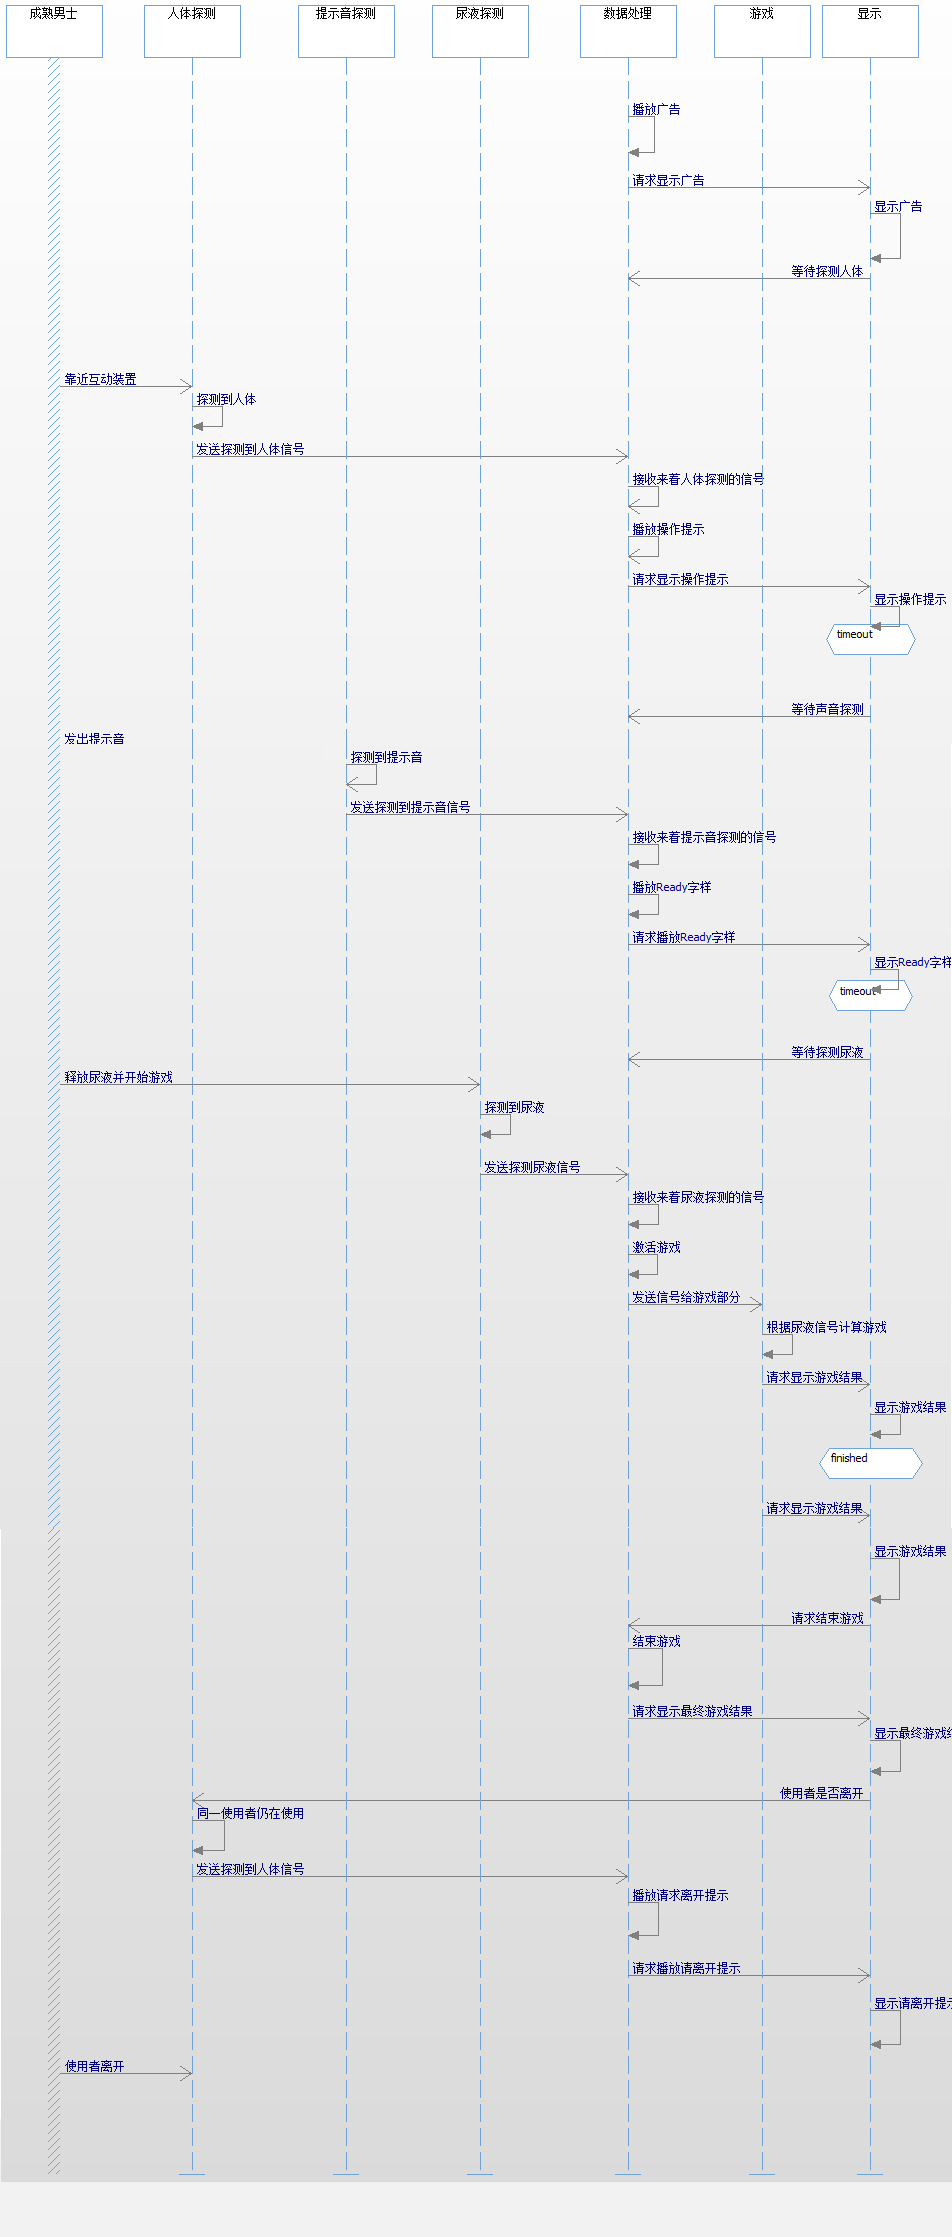 成熟男士
人体探测
提示音探测
尿液探测
数据处理
游戏
显示
播放广告
请求显示广告
显示广告
等待探测人体
靠近互动装置
探测到人体
发送探测到人体信号
接收来着人体探测的信号
播放操作提示
请求显示操作提示
显示操作提示
timeout
等待声音探测
发出提示音
探测到提示音
发送探测到提示音信号
接收来着提示音探测的信号
播放Ready字样
请求播放Ready字样
显示Ready字样
timeout
等待探测尿液
释放尿液并开始游戏
探测到尿液
发送探测尿液信号
接收来着尿液探测的信号
激活游戏
发送信号给游戏部分
根据尿液信号计算游戏
请求显示游戏结果
显示游戏结果
finished
请求显示游戏结果
显示游戏结果
请求结束游戏
结束游戏
请求显示最终游戏结果
显示最终游戏
使用者是否离开
同一使用者仍在使用
发送探测到人体信号
播放请求离开提示
请求播放请离开提示
显示请离开提示
使用者离开